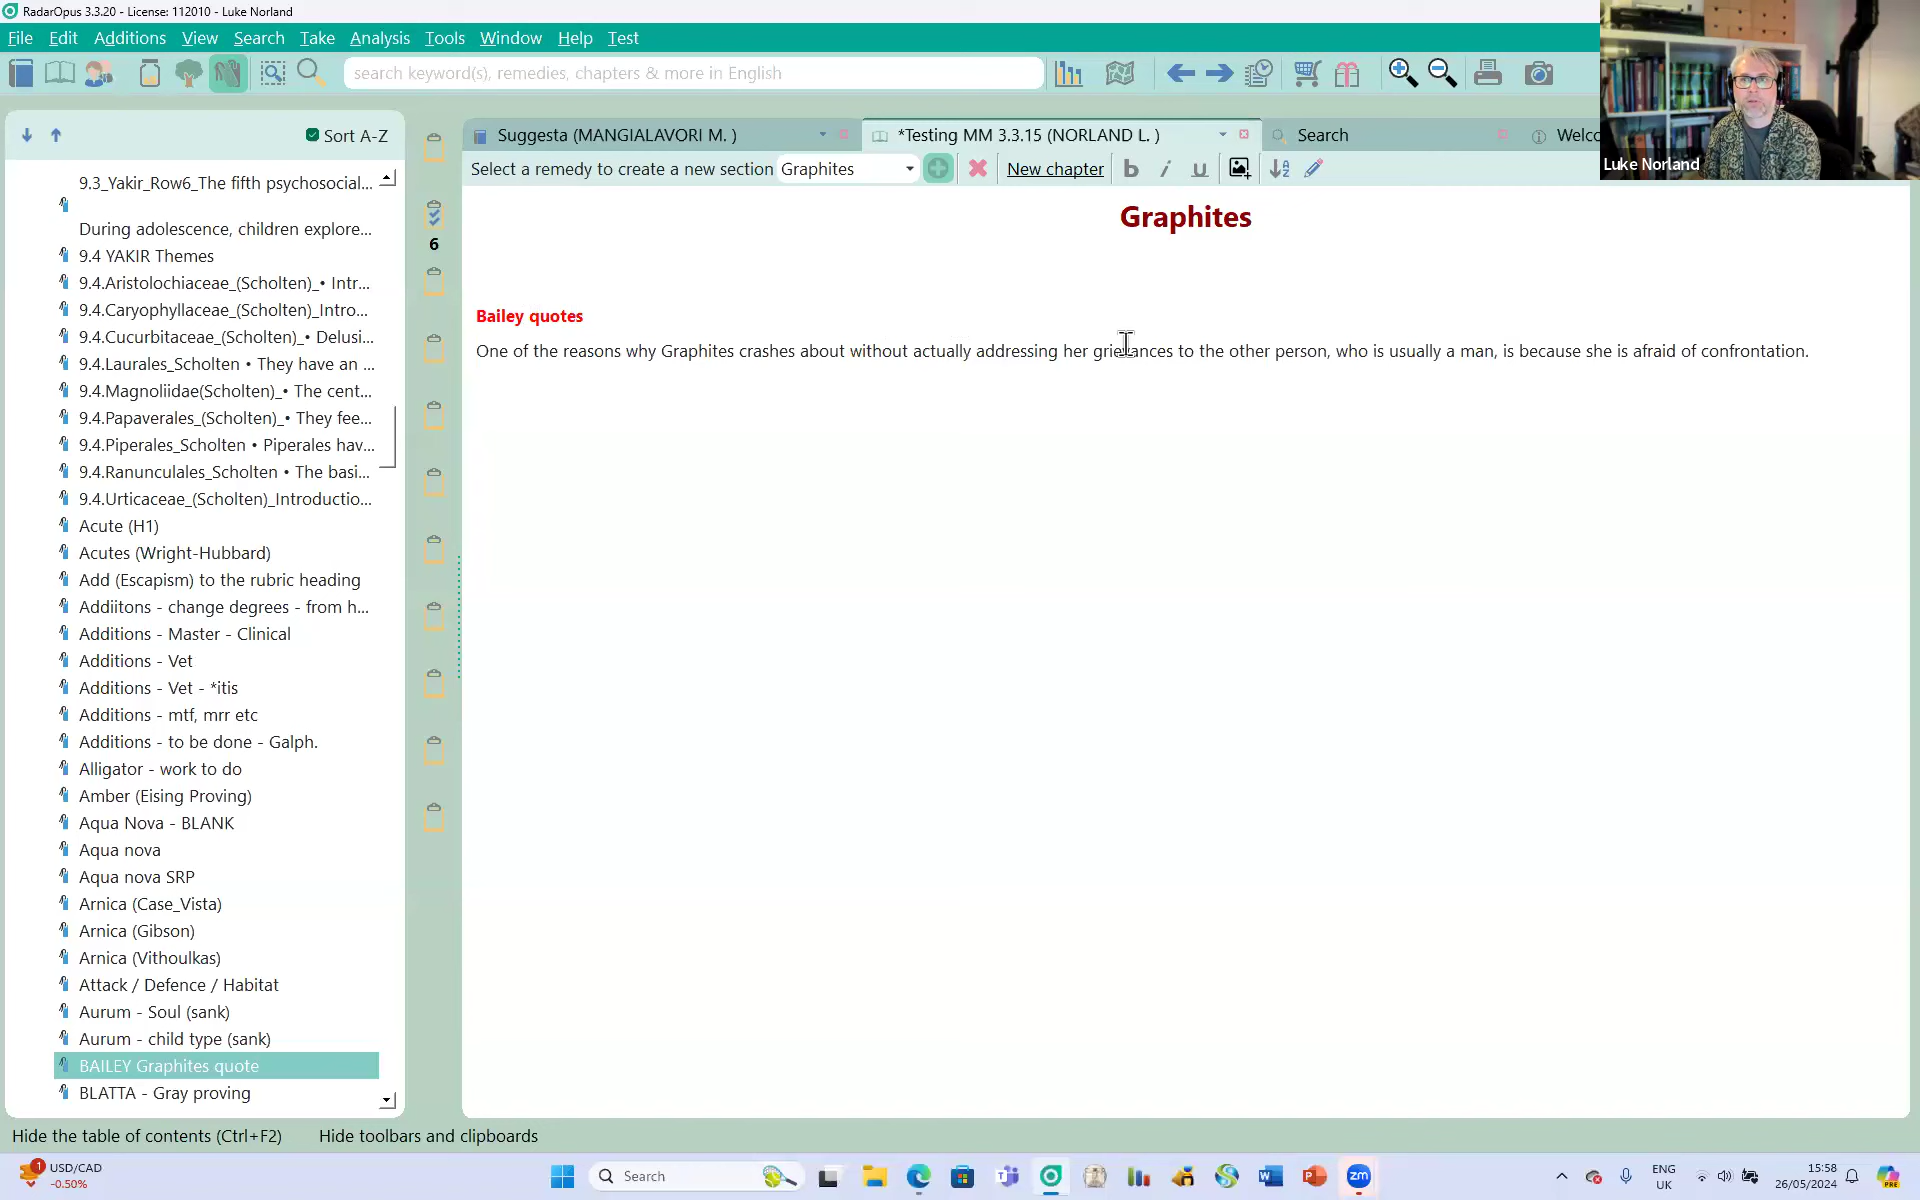 RadarOpus 3.3.20 - License: 112010 - Luke Norland
File Edit Additions View Search Take Analysis Tools Window Help Test
search keyword(s), remedies, chapters & more in English
Luke Norland
Sort A-Z
Suggesta (MANGIALAVORI M. ) *Testing MM 3.3.15 (NORLAND L. ) Search
Select a remedy to create a new section Graphites New chapter b i u
9.3_Yakir_Row6_The fifth psychosocial...
During adolescence, children explore...
9.4 YAKIR Themes
9.4.Aristolochiaceae_(Scholten)_• Intr...
9.4.Caryophyllaceae_(Scholten)_Intro...
9.4.Cucurbitaceae_(Scholten)_• Delusi...
9.4.Laurales_Scholten • They have an ...
9.4.Magnoliidae(Scholten)_• The cent...
9.4.Papaverales_(Scholten)_• They fee...
9.4.Piperales_Scholten • Piperales hav...
9.4.Ranunculales_Scholten • The basi...
9.4.Urticaceae_(Scholten)_Introductio...
Acute (H1)
Acutes (Wright-Hubbard)
Add (Escapism) to the rubric heading
Addiitons - change degrees - from h...
Additions - Master - Clinical
Additions - Vet
Additions - Vet - *itis
Additions - mtf, mrr etc
Additions - to be done - Galph.
Alligator - work to do
Amber (Eising Proving)
Aqua Nova - BLANK
Aqua nova
Aqua nova SRP
Arnica (Case_Vista)
Arnica (Gibson)
Arnica (Vithoulkas)
Attack / Defence / Habitat
Aurum - Soul (sank)
Aurum - child type (sank)
BAILEY Graphites quote
BLATTA - Gray proving
6
Graphites
Bailey quotes
One of the reasons why Graphites crashes about without actually addressing her grievances to the other person, who is usually a man, is because she is afraid of confrontation.
Hide the table of contents (Ctrl+F2) Hide toolbars and clipboards
1
USD/CAD
-0.50%
Search
ENG
UK
15:58
26/05/2024